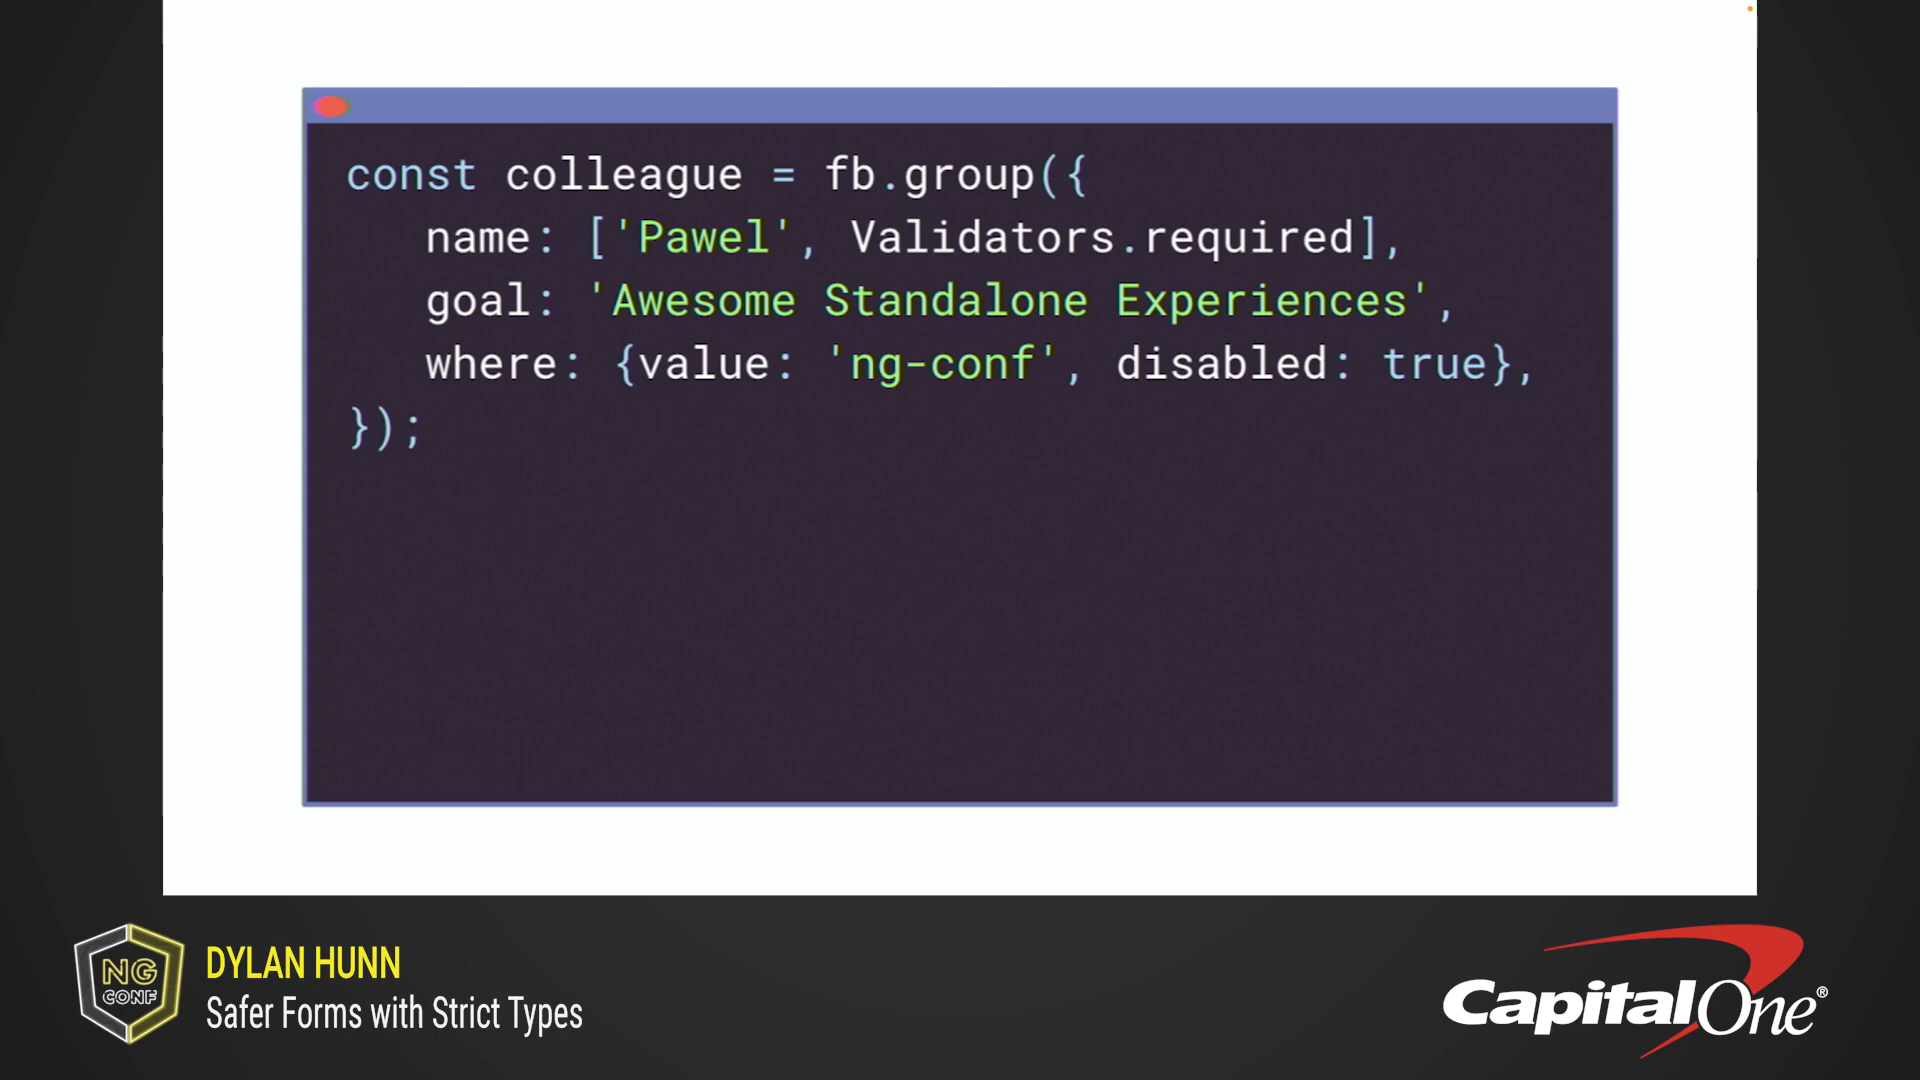 const colleague = fb.group({
name: ['Pawel', Validators.required],
goal: 'Awesome Standalone Experiences',
where: {value: 'ng-conf', disabled: true},
});
NG
CONF
DYLAN HUNN
Safer Forms with Strict Types
CapitalOne®